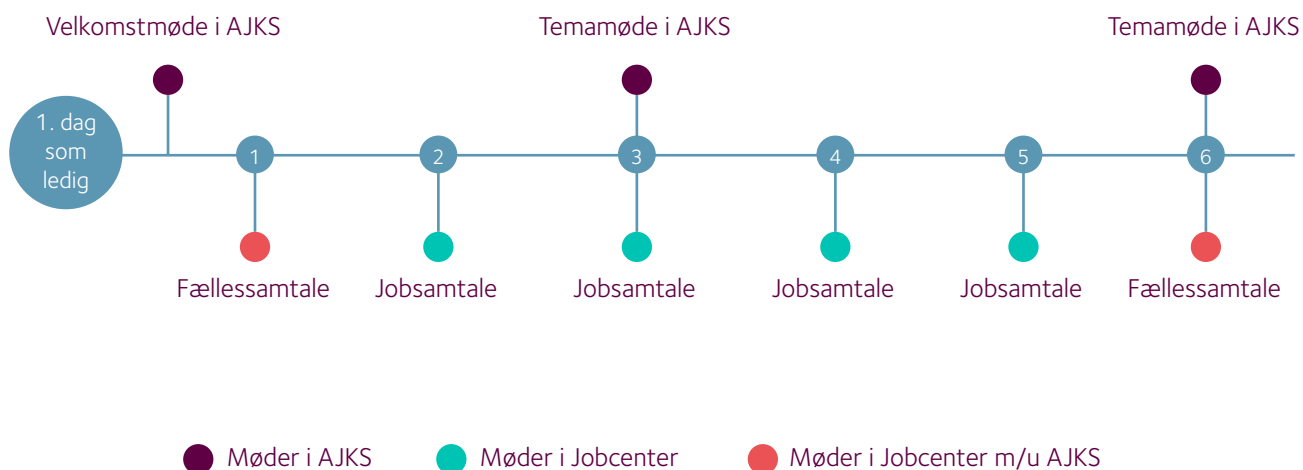 Velkomstmøde i AJKS
Temamøde i AJKS
Temamøde i AJKS
1. dag
som
ledig
1
2
3
4
5
6
Fællessamtale
Jobsamtale
Jobsamtale
Jobsamtale
Jobsamtale
Fællessamtale
Møder i AJKS
Møder i Jobcenter
Møder i Jobcenter m/u AJKS